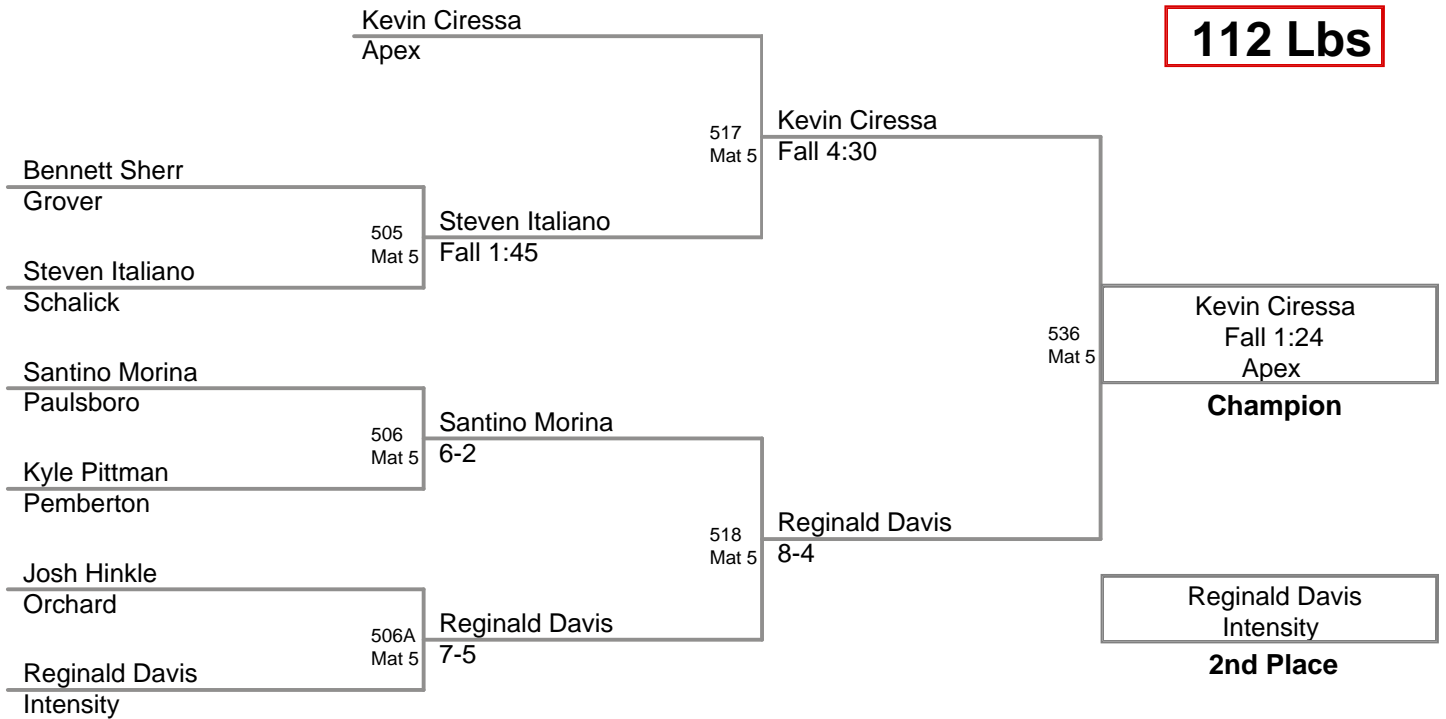 Kevin Ciressa
Apex
112 Lbs
517
Mat 5
Kevin Ciressa
Fall 4:30
Bennett Sherr
Grover
505
Mat 5
Steven Italiano
Fall 1:45
Steven Italiano
Schalick
536
Mat 5
Kevin Ciressa
Fall 1:24
Apex
Champion
Santino Morina
Paulsboro
506
Mat 5
Santino Morina
6-2
Kyle Pittman
Pemberton
518
Mat 5
Reginald Davis
8-4
Josh Hinkle
Orchard
506A
Mat 5
Reginald Davis
7-5
Reginald Davis
Intensity
Reginald Davis
Intensity
2nd Place